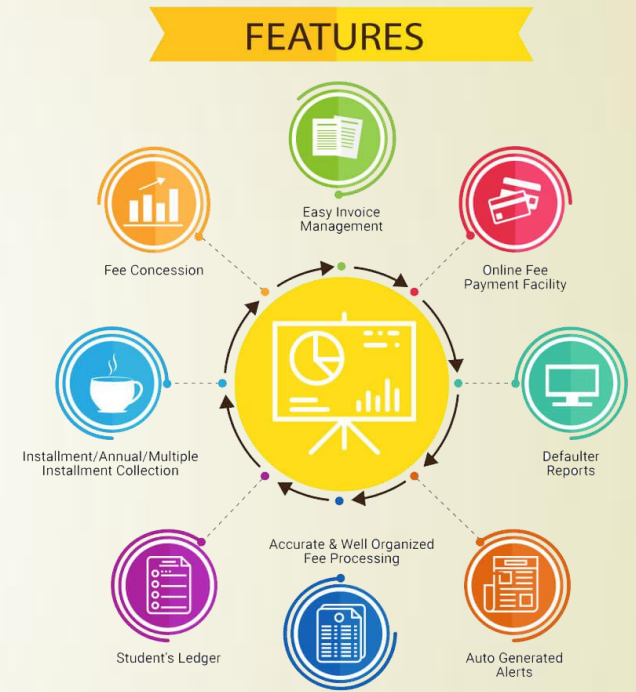 FEATURES
Easy Invoice
Management
Fee Concession
Online Fee
Payment Facility
Installment/Annual/Multiple
Installment Collection
Defaulter
Reports
Accurate & Well Organized
Fee Processing
Student's Ledger
Auto Generated
Alerts